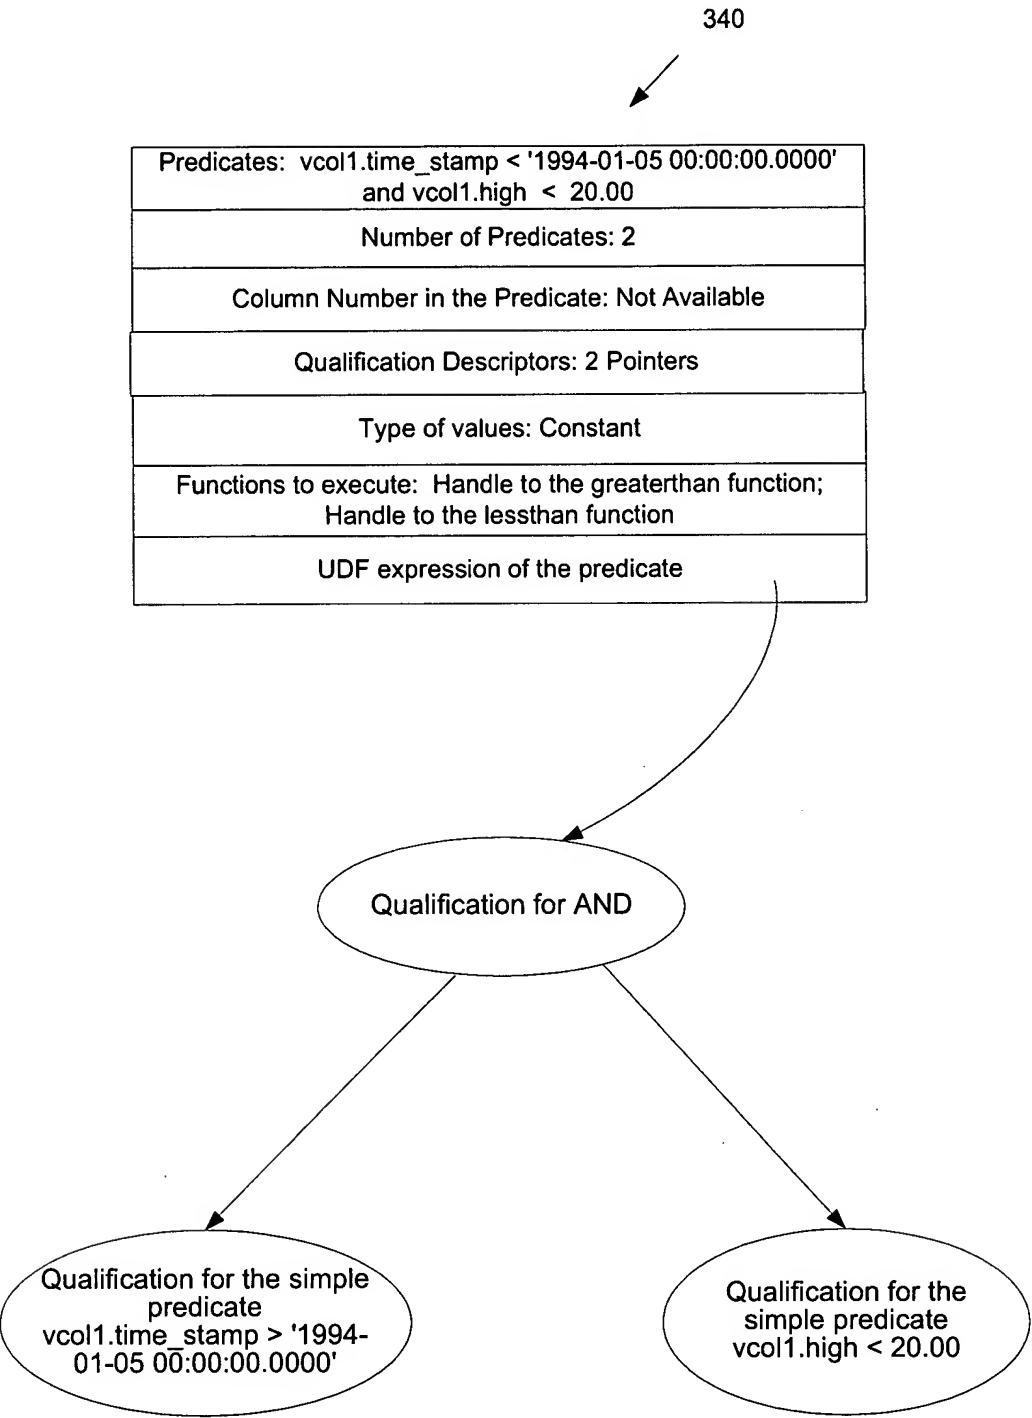 340
Predicates: vcol1.time_stamp < '1994-01-05 00:00:00.0000'
and vcol1.high < 20.00
Number of Predicates: 2
Column Number in the Predicate: Not Available
Qualification Descriptors: 2 Pointers
Type of values: Constant
Functions to execute: Handle to the greaterthan function;
Handle to the lessthan function
UDF expression of the predicate
Qualification for AND
Qualification for the simple
predicate
vcol1.time_stamp > '1994-
01-05 00:00:00.0000'
Qualification for the
simple predicate
vcol1.high < 20.00